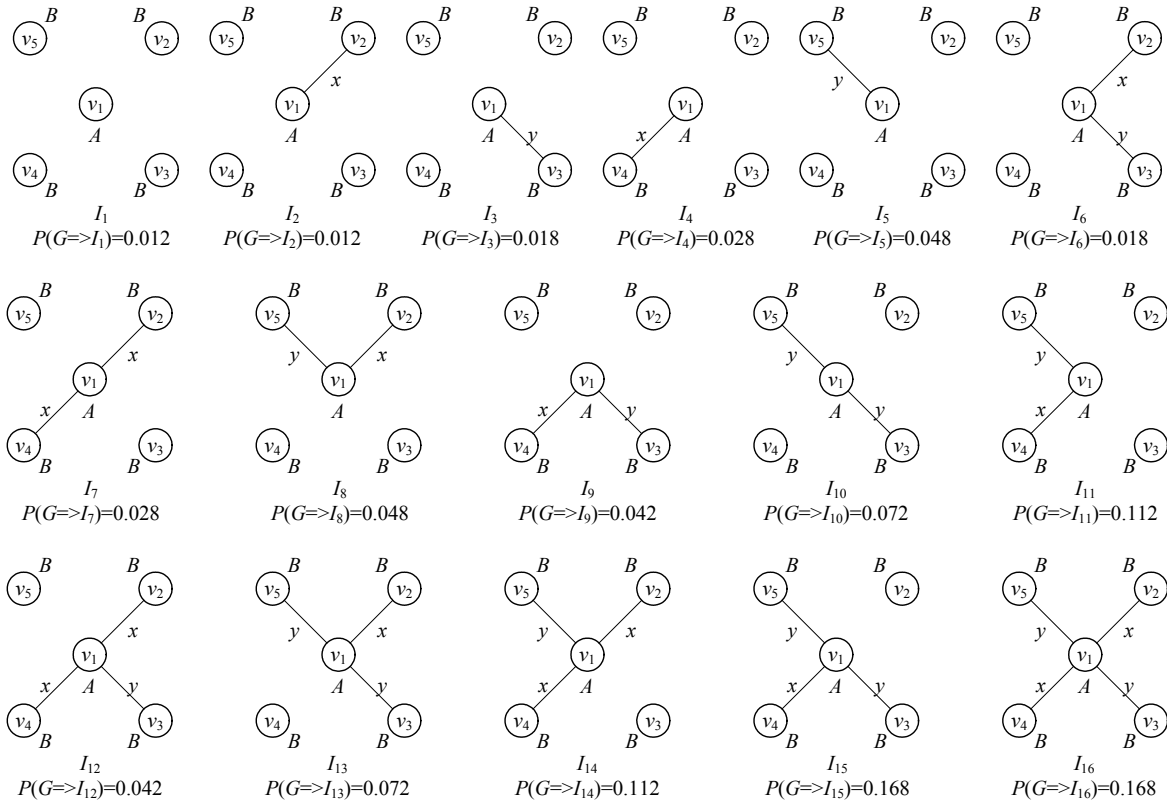 B B B B B B B B B B B B
v5 v2 v5 v2 v5 v2 v5 v2 v5 v2 v5 v2
x y x
v1 v1 v1 v1 v1 v1
A A y x A A A y
v4 v3 v4 v3 v4 v3 v4 v3 v4 v3 v4 v3
B B B B B B B B B B B B
I1 I2 I3 I4 I5 I6
P(G=>I1)=0.012 P(G=>I2)=0.012 P(G=>I3)=0.018 P(G=>I4)=0.028 P(G=>I5)=0.048 P(G=>I6)=0.018
B B B B B B B B B B
v5 v2 v5 v2 v5 v2 v5 v2 v5 v2
x y x y y
v1 v1 v1 v1 v1
x A A x A y A y x A
v4 v3 v4 v3 v4 v3 v4 v3 v4 v3
B B B B B B B B B B
I7 I8 I9 I10 I11
P(G=>I7)=0.028 P(G=>I8)=0.048 P(G=>I9)=0.042 P(G=>I10)=0.072 P(G=>I11)=0.112
B B B B B B B B B B
v5 v2 v5 v2 v5 v2 v5 v2 v5 v2
x y x y x y y x
v1 v1 v1 v1 v1
x A y A y x A x A y x A y
v4 v3 v4 v3 v4 v3 v4 v3 v4 v3
B B B B B B B B B B
I12 I13 I14 I15 I16
P(G=>I12)=0.042 P(G=>I13)=0.072 P(G=>I14)=0.112 P(G=>I15)=0.168 P(G=>I16)=0.168